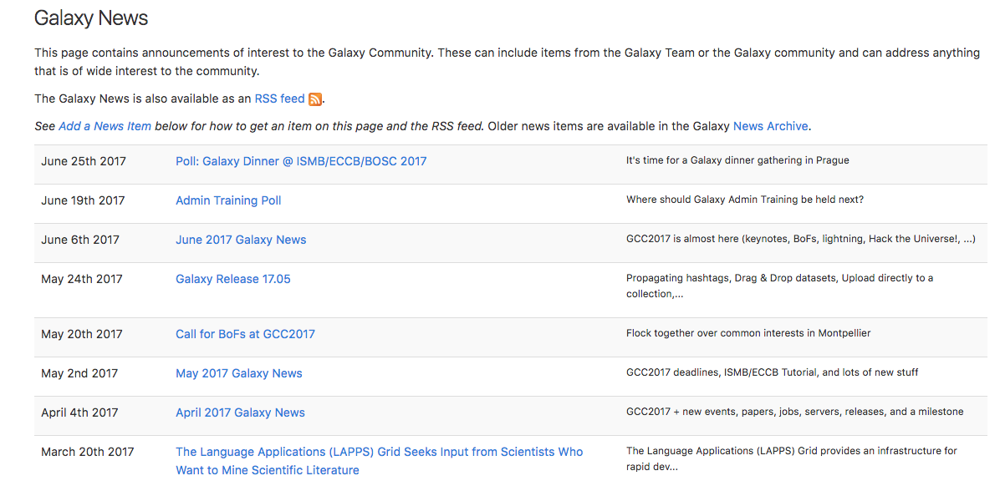 Galaxy News
This page contains announcements of interest to the Galaxy Community. These can include items from the Galaxy Team or the Galaxy community and can address anything
that is of wide interest to the community.
The Galaxy News is also available as an RSS feed.
See Add a News Item below for how to get an item on this page and the RSS feed. Older news items are available in the Galaxy News Archive.
June 25th 2017 Poll: Galaxy Dinner @ ISMB/ECCB/BOSC 2017 It's time for a Galaxy dinner gathering in Prague
June 19th 2017 Admin Training Poll Where should Galaxy Admin Training be held next?
June 6th 2017 June 2017 Galaxy News GCC2017 is almost here (keynotes, BoFs, lightning, Hack the Universe!, ...)
May 24th 2017 Galaxy Release 17.05 Propagating hashtags, Drag & Drop datasets, Upload directly to a
collection,...
May 20th 2017 Call for BoFs at GCC2017 Flock together over common interests in Montpellier
May 2nd 2017 May 2017 Galaxy News GCC2017 deadlines, ISMB/ECCB Tutorial, and lots of new stuff
April 4th 2017 April 2017 Galaxy News GCC2017 + new events, papers, jobs, servers, releases, and a milestone
March 20th 2017 The Language Applications (LAPPS) Grid Seeks Input from Scientists Who The Language Applications (LAPPS) Grid provides an infrastructure for
Want to Mine Scientific Literature rapid dev...